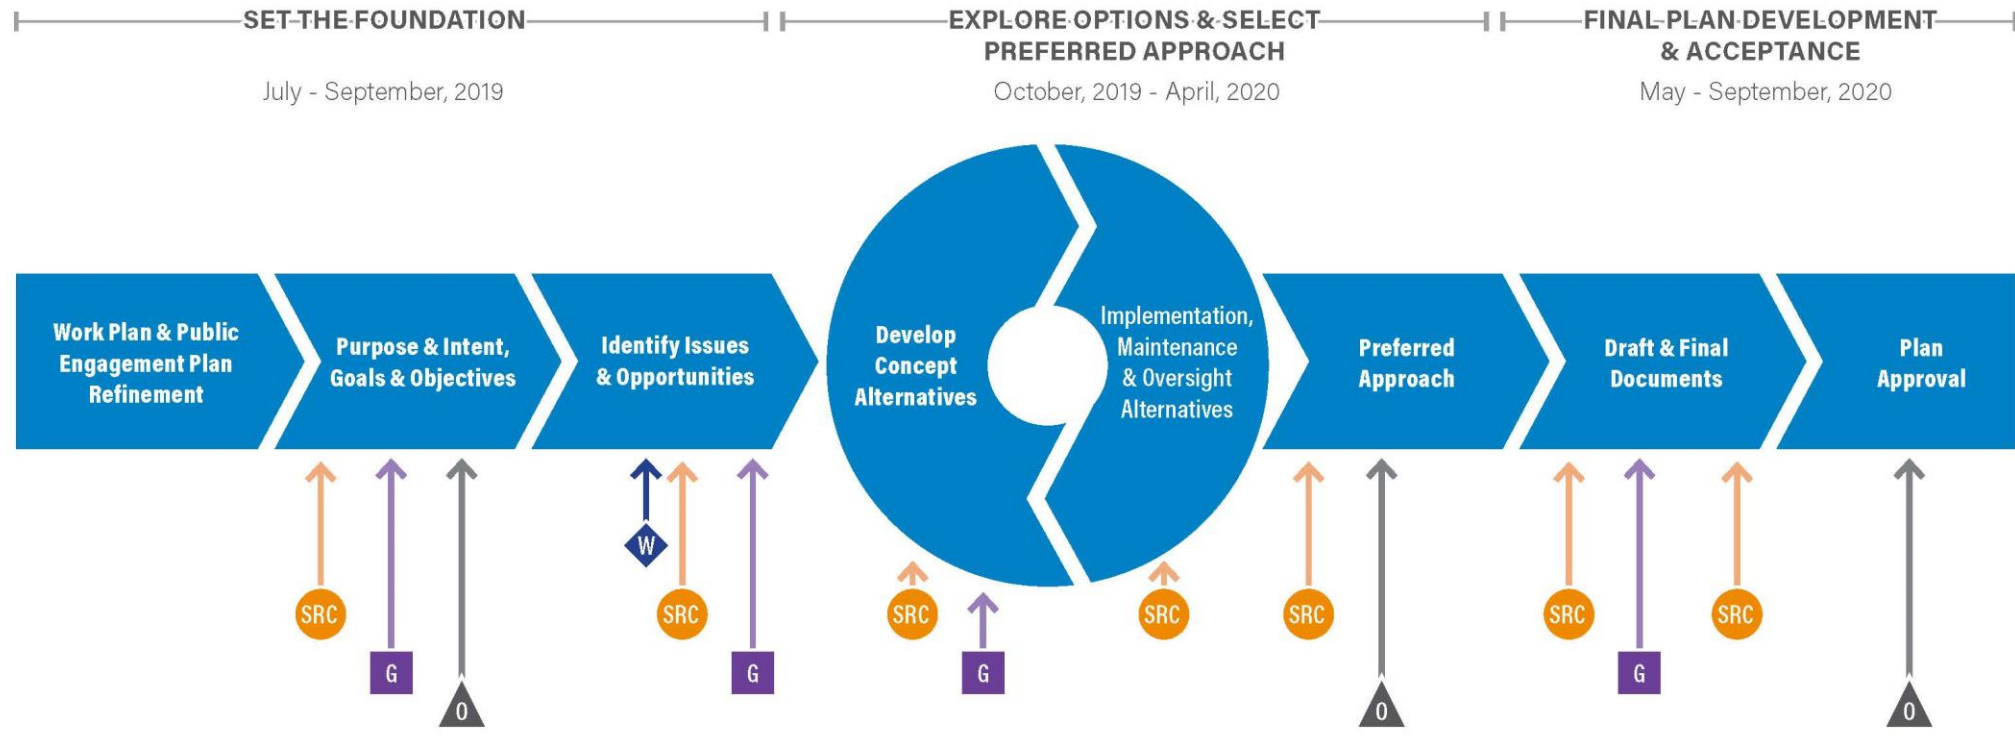 SET THE FOUNDATION
July - September, 2019
EXPLORE OPTIONS & SELECT
PREFERRED APPROACH
October, 2019 - April, 2020
FINAL PLAN DEVELOPMENT
& ACCEPTANCE
May - September, 2020
Work Plan & Public
Engagement Plan
Refinement
Purpose & Intent,
Goals & Objectives
Identify Issues
& Opportunities
Develop
Concept
Alternatives
Implementation,
Maintenance
& Oversight
Alternatives
Preferred
Approach
Draft & Final
Documents
Plan
Approval
SRC
G
O
W
SRC
G
SRC
G
SRC
SRC
O
SRC
G
SRC
O